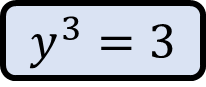 y³ = 3